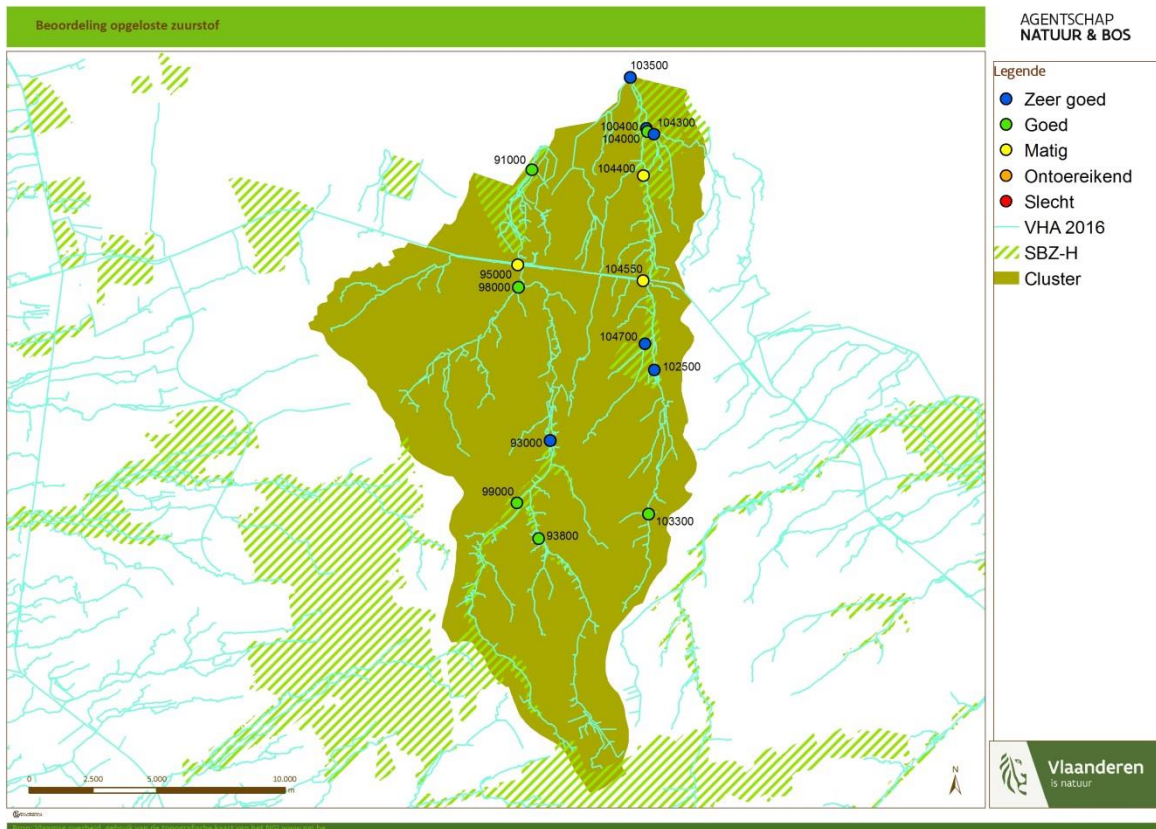 Beoordeling opgeloste zuurstof
AGENTSCHAP
NATUUR & BOS
Legende
Zeer goed
Goed
Matig
Ontoereikend
Slecht
VHA 2016
SBZ-H
Cluster
103500
100400
104300
104000
91000
104400
95000
104550
98000
104700
102500
93000
99000
103300
93800
0 2.500 5.000 10.000
m
N
Vlaanderen
is natuur